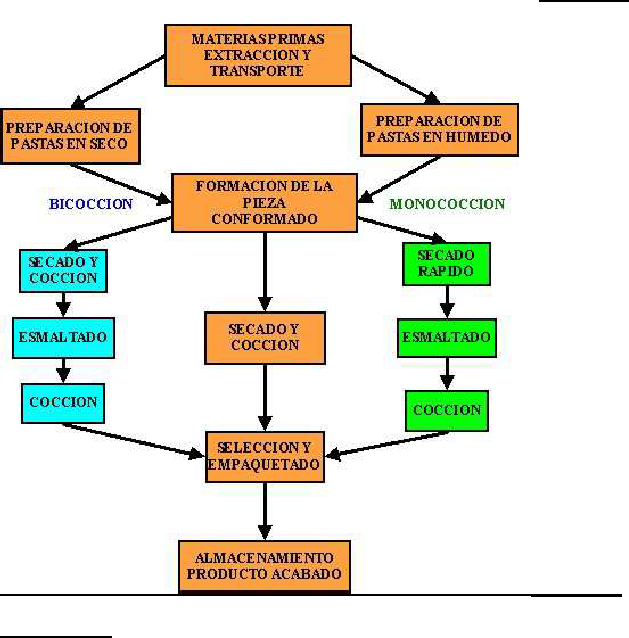 MATERIAS PRIMAS
EXTRACCION Y
TRANSPORTE
PREPARACION DE
PASTAS EN SECO
PREPARACION DE
PASTAS EN HUMEDO
FORMACION DE LA
PIEZA
CONFORMADO
BICOCCION
MONOCOCCION
SECADO Y
COCCION
SECADO
RAPIDO
ESMALTADO
SECADO Y
COCCION
ESMALTADO
COCCION
COCCION
SELECCION Y
EMPAQUETADO
ALMACENAMIENTO
PRODUCTO ACABADO